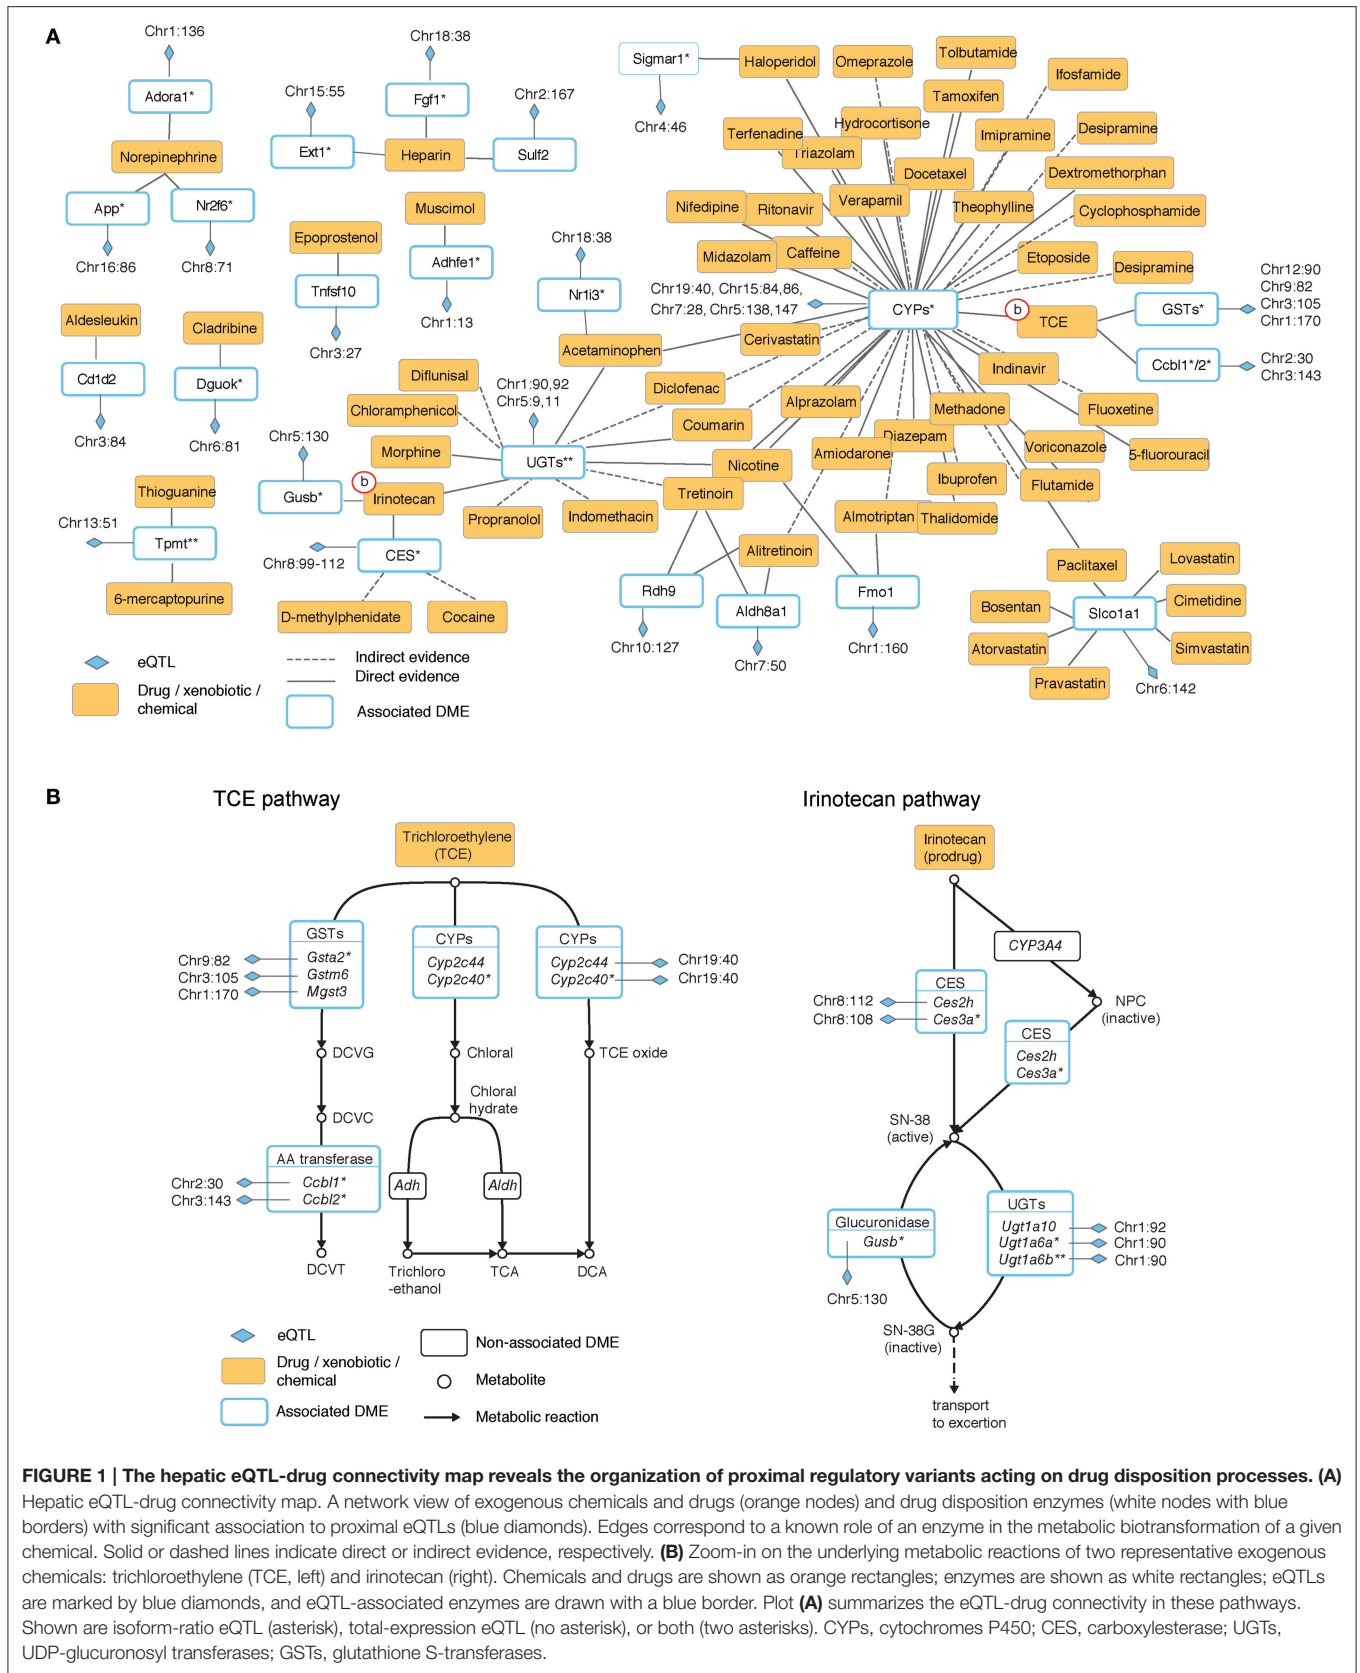 A
Chr1:136
Adora1*
Norepinephrine
App*
Nr2f6*
Chr16:86
Chr8:71
Chr18:38
Chr15:55
Fgf1*
Chr2:167
Ext1*
Heparin
Sulf2
Muscimol
Epoprostenol
Adhfe1*
Tnfsf10
Chr1:13
Chr3:27
Aldesleukin
Cladribine
Cd1d2
Dguok*
Chr3:84
Chr6:81
Thioguanine
Chr13:51
Tpmt**
6-mercaptopurine
Chr18:38
Nr1i3*
Acetaminophen
Diflunisal
Chr1:90,92
Chr5:9,11
Chloramphenicol
Chr5:130
Morphine
UGTs**
Gusb*
b
Irinotecan
Propranolol
Indomethacin
CES*
Chr8:99-112
D-methylphenidate
Cocaine
Sigmar1*
Chr4:46
Haloperidol
Omeprazole
Tolbutamide
Ifosfamide
Tamoxifen
Terfenadine
Hydrocortisone
Imipramine
Desipramine
Triazolam
Docetaxel
Dextromethorphan
Nifedipine
Ritonavir
Verapamil
Theophylline
Cyclophosphamide
Midazolam
Caffeine
Etoposide
Desipramine
Chr19:40, Chr15:84,86,
Chr7:28, Chr5:138,147
CYPs*
b
TCE
GSTs*
Chr12:90
Chr9:82
Chr3:105
Chr1:170
Ccbl1*/2*
Chr2:30
Chr3:143
Cerivastatin
Diclofenac
Coumarin
Nicotine
Tretinoin
Alprazolam
Amiodarone
Diazepam
Methadone
Indinavir
Fluoxetine
Voriconazole
5-fluorouracil
Ibuprofen
Flutamide
Almotriptan
Thalidomide
Alitretinoin
Rdh9
Aldh8a1
Fmo1
Chr10:127
Chr7:50
Chr1:160
Paclitaxel
Lovastatin
Bosentan
Slco1a1
Cimetidine
Atorvastatin
Simvastatin
Pravastatin
Chr6:142
eQTL
Drug / xenobiotic /
chemical
Indirect evidence
Direct evidence
Associated DME
B
TCE pathway
Trichloroethylene
(TCE)
GSTs
Gsta2*
Gstm6
Mgst3
Chr9:82
Chr3:105
Chr1:170
CYPs
Cyp2c44
Cyp2c40*
CYPs
Cyp2c44
Cyp2c40*
Chr19:40
Chr19:40
DCVG
Chloral
TCE oxide
DCVC
Chloral
hydrate
AA transferase
Ccbl1*
Ccbl2*
Chr2:30
Chr3:143
Adh
Aldh
DCVT
Trichloro
-ethanol
TCA
DCA
eQTL
Drug / xenobiotic /
chemical
Associated DME
Non-associated DME
Metabolite
Metabolic reaction
Irinotecan pathway
Irinotecan
(prodrug)
CYP3A4
CES
Ces2h
Ces3a*
Chr8:112
Chr8:108
NPC
(inactive)
CES
Ces2h
Ces3a*
SN-38
(active)
Glucuronidase
Gusb*
Chr5:130
UGTs
Ugt1a10
Ugt1a6a*
Ugt1a6b**
Chr1:92
Chr1:90
Chr1:90
SN-38G
(inactive)
transport
to excertion
FIGURE 1 | The hepatic eQTL-drug connectivity map reveals the organization of proximal regulatory variants acting on drug disposition processes. (A)
Hepatic eQTL-drug connectivity map. A network view of exogenous chemicals and drugs (orange nodes) and drug disposition enzymes (white nodes with blue
borders) with significant association to proximal eQTLs (blue diamonds). Edges correspond to a known role of an enzyme in the metabolic biotransformation of a given
chemical. Solid or dashed lines indicate direct or indirect evidence, respectively. (B) Zoom-in on the underlying metabolic reactions of two representative exogenous
chemicals: trichloroethylene (TCE, left) and irinotecan (right). Chemicals and drugs are shown as orange rectangles; enzymes are shown as white rectangles; eQTLs
are marked by blue diamonds, and eQTL-associated enzymes are drawn with a blue border. Plot (A) summarizes the eQTL-drug connectivity in these pathways.
Shown are isoform-ratio eQTL (asterisk), total-expression eQTL (no asterisk), or both (two asterisks). CYPs, cytochromes P450; CES, carboxylesterase; UGTs,
UDP-glucuronosyl transferases; GSTs, glutathione S-transferases.